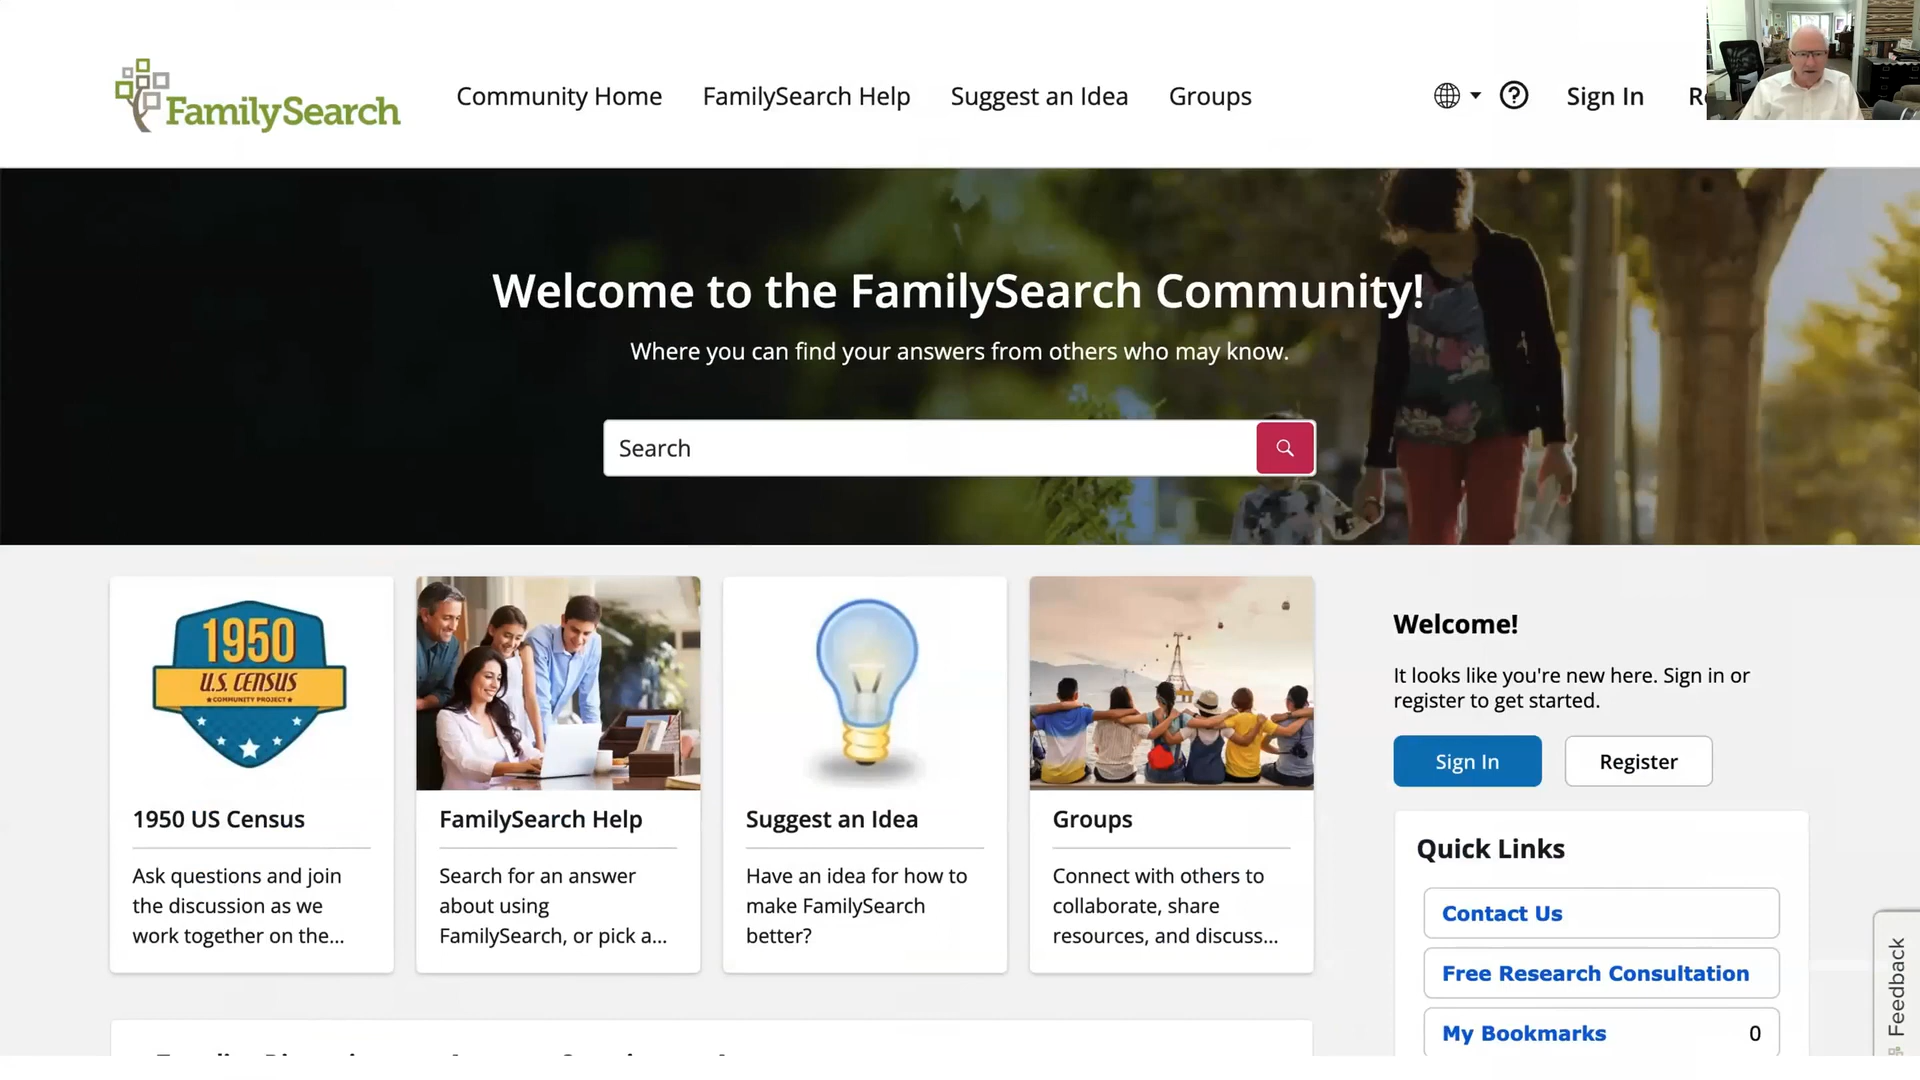 FamilySearch
Community Home
FamilySearch Help
Suggest an Idea
Groups
Sign In
Welcome to the FamilySearch Community!
Where you can find your answers from others who may know.
Search
1950
U.S. CENSUS
★COMMUNITY PROJECT★
1950 US Census
Ask questions and join
the discussion as we
work together on the...
FamilySearch Help
Search for an answer
about using
FamilySearch, or pick a...
Suggest an Idea
Have an idea for how to
make FamilySearch
better?
Groups
Connect with others to
collaborate, share
resources, and discuss...
Welcome!
It looks like you're new here. Sign in or
register to get started.
Sign In
Register
Quick Links
Contact Us
Free Research Consultation
My Bookmarks 0
Feedback